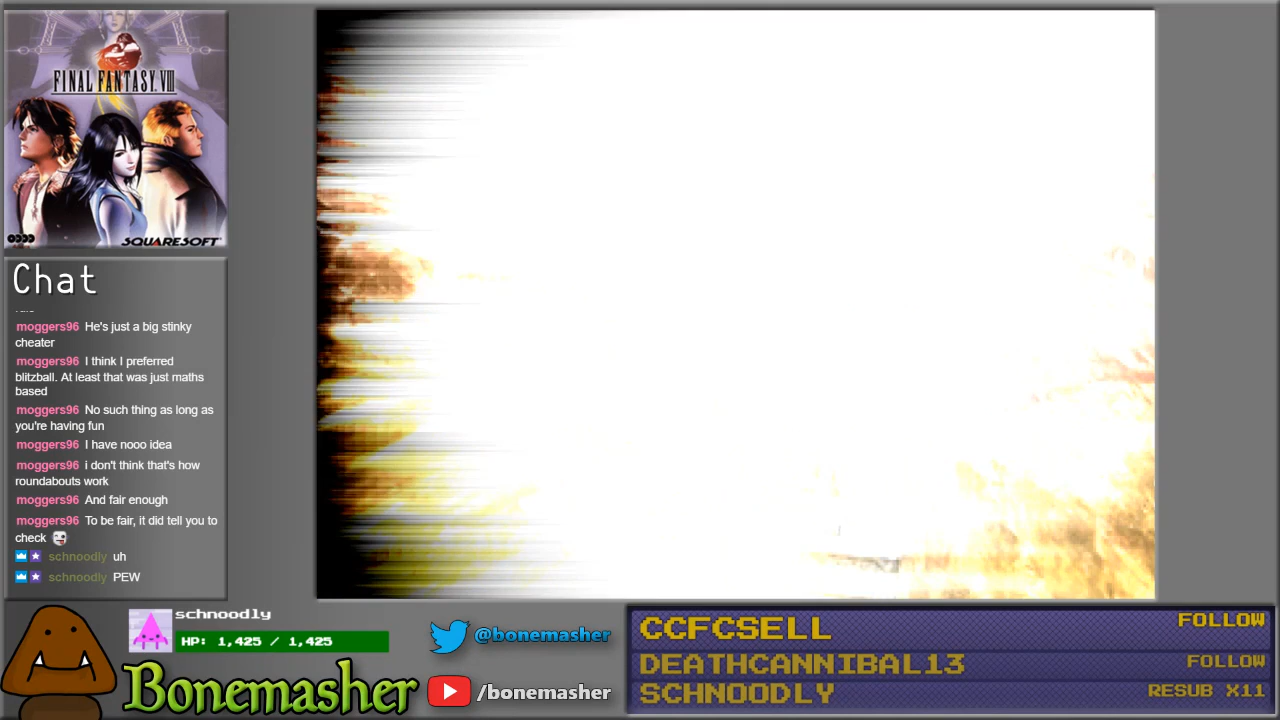 FINAL FANTASY VIII
SQUARESOFT
Chat
moggers96 He's just a big stinky
cheater
moggers96 I think I preferred
blitzball. At least that was just maths
based
moggers96 No such thing as long as
you're having fun
moggers96 I have nooo idea
moggers96 i don't think that's how
roundabouts work
moggers96 And fair enough
moggers96 To be fair, it did tell you to
check
schnoodly uh
schnoodly PEW
schnoodly
HP: 1,425 / 1,425
Bonemasher
@bonemasher
/bonemasher
CCFCSELL FOLLOW
DEATHCANNIBAL13 FOLLOW
SCHNOODLY RESUB X11